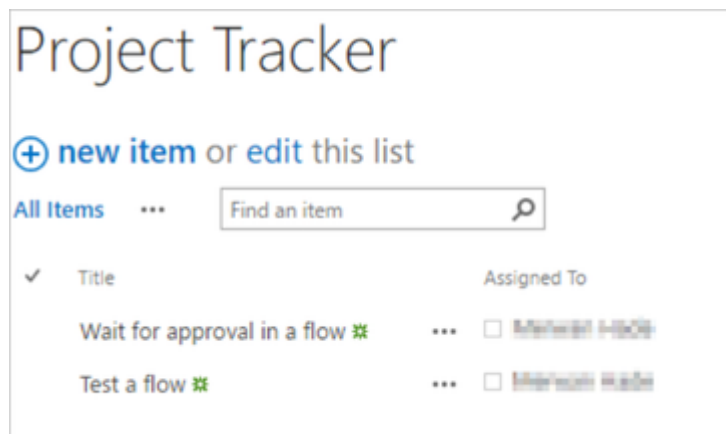 Project Tracker
new item or edit this list
All Items ... Find an item
Title Assigned To
Wait for approval in a flow ...
Test a flow ...